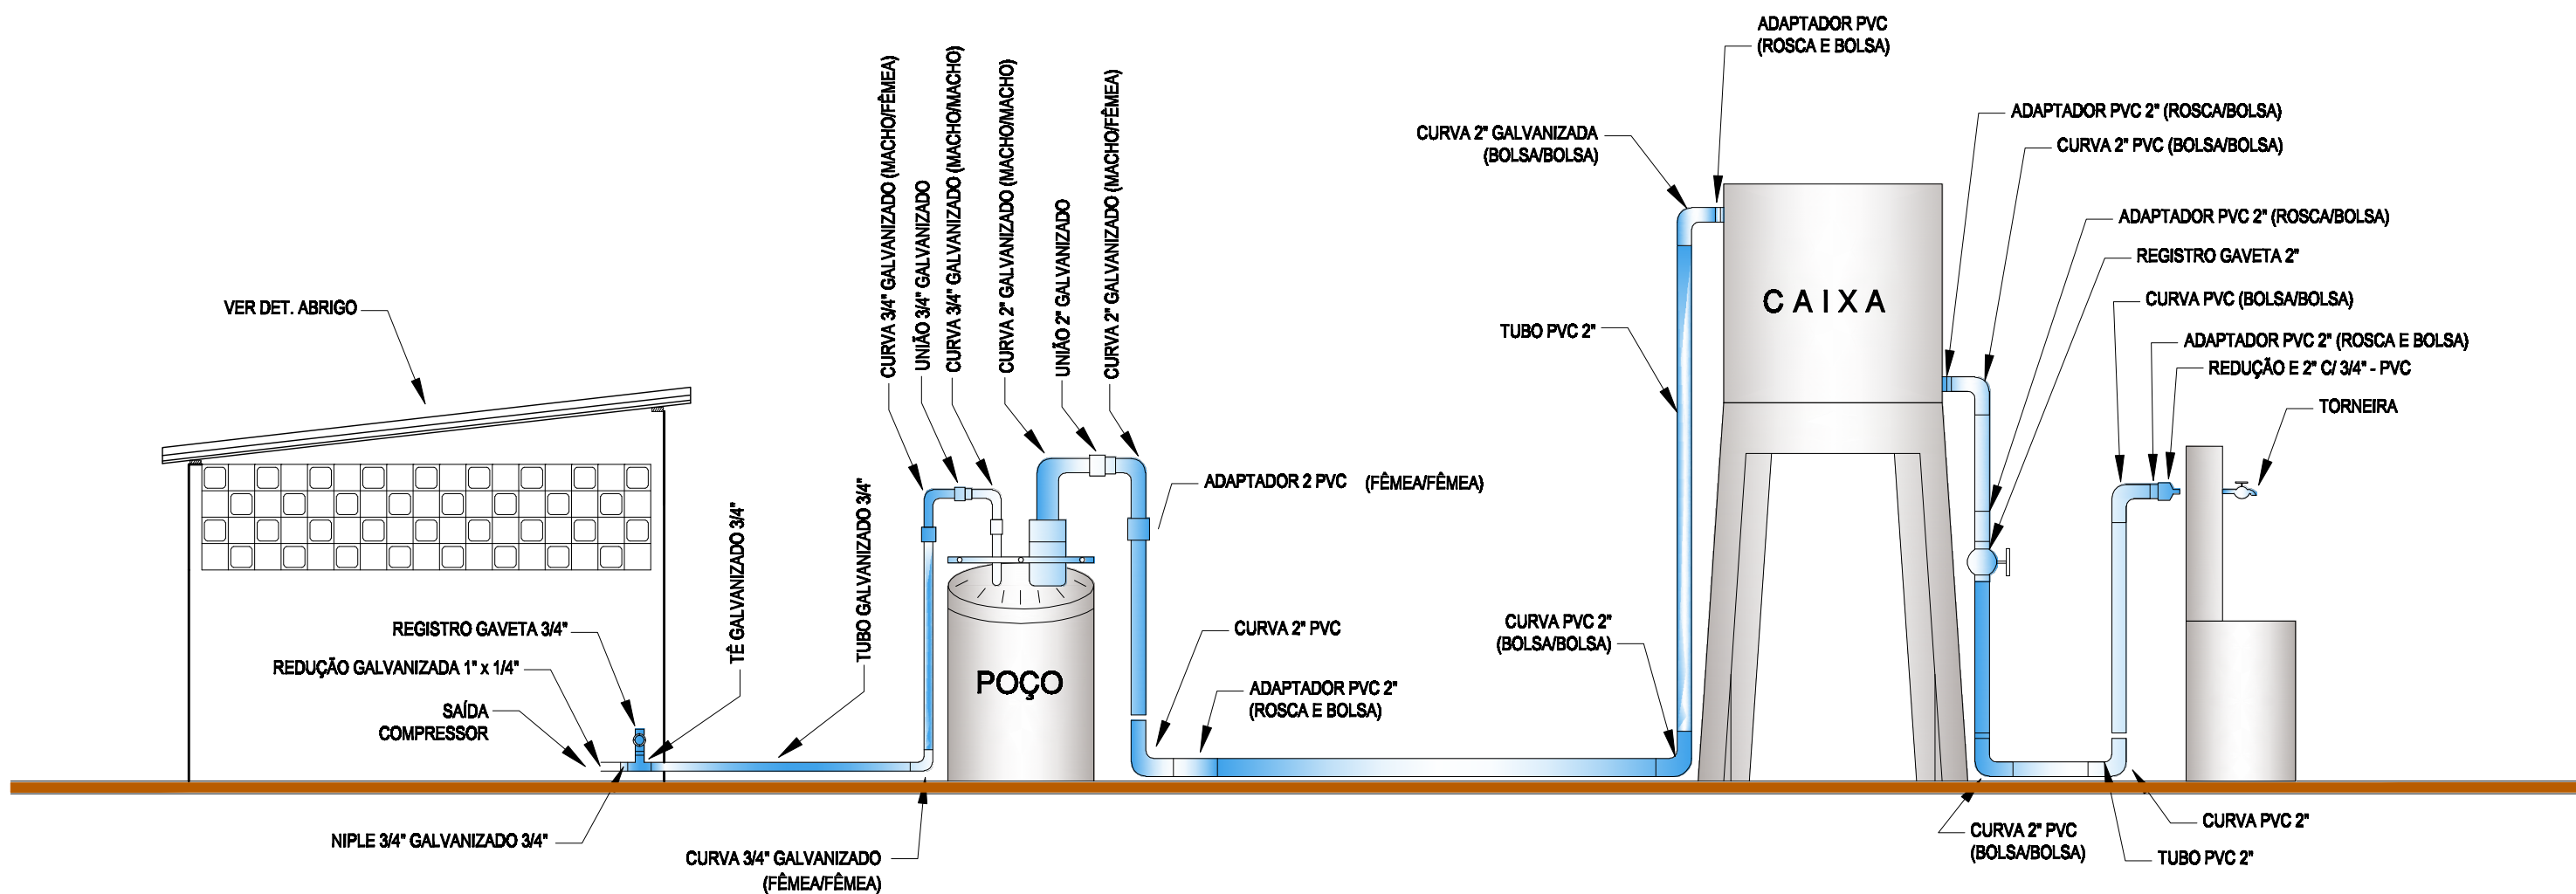 ADAPTADOR PVC
(ROSCA E BOLSA)
CURVA 3/4" GALVANIZADO (MACHO/FÊMEA)
UNIÃO 3/4" GALVANIZADO
CURVA 3/4" GALVANIZADO (MACHO/MACHO)
CURVA 2" GALVANIZADO (MACHO/MACHO)
UNIÃO 2" GALVANIZADO
CURVA 2" GALVANIZADO (MACHO/FÊMEA)
CURVA 2" GALVANIZADA
(BOLSA/BOLSA)
ADAPTADOR PVC 2" (ROSCA/BOLSA)
CURVA 2" PVC (BOLSA/BOLSA)
ADAPTADOR PVC 2" (ROSCA/BOLSA)
REGISTRO GAVETA 2"
CURVA PVC (BOLSA/BOLSA)
ADAPTADOR PVC 2" (ROSCA E BOLSA)
REDUÇÃO E 2" C/ 3/4" - PVC
TORNEIRA
VER DET. ABRIGO
CAIXA
TUBO PVC 2"
ADAPTADOR 2 PVC (FÊMEA/FÊMEA)
TÊ GALVANIZADO 3/4"
TUBO GALVANIZADO 3/4"
REGISTRO GAVETA 3/4"
REDUÇÃO GALVANIZADA 1" x 1/4"
SAÍDA
COMPRESSOR
POÇO
CURVA 2" PVC
ADAPTADOR PVC 2"
(ROSCA E BOLSA)
CURVA PVC 2"
(BOLSA/BOLSA)
NIPLE 3/4" GALVANIZADO 3/4"
CURVA 3/4" GALVANIZADO
(FÊMEA/FÊMEA)
CURVA 2" PVC
(BOLSA/BOLSA)
CURVA PVC 2"
TUBO PVC 2"